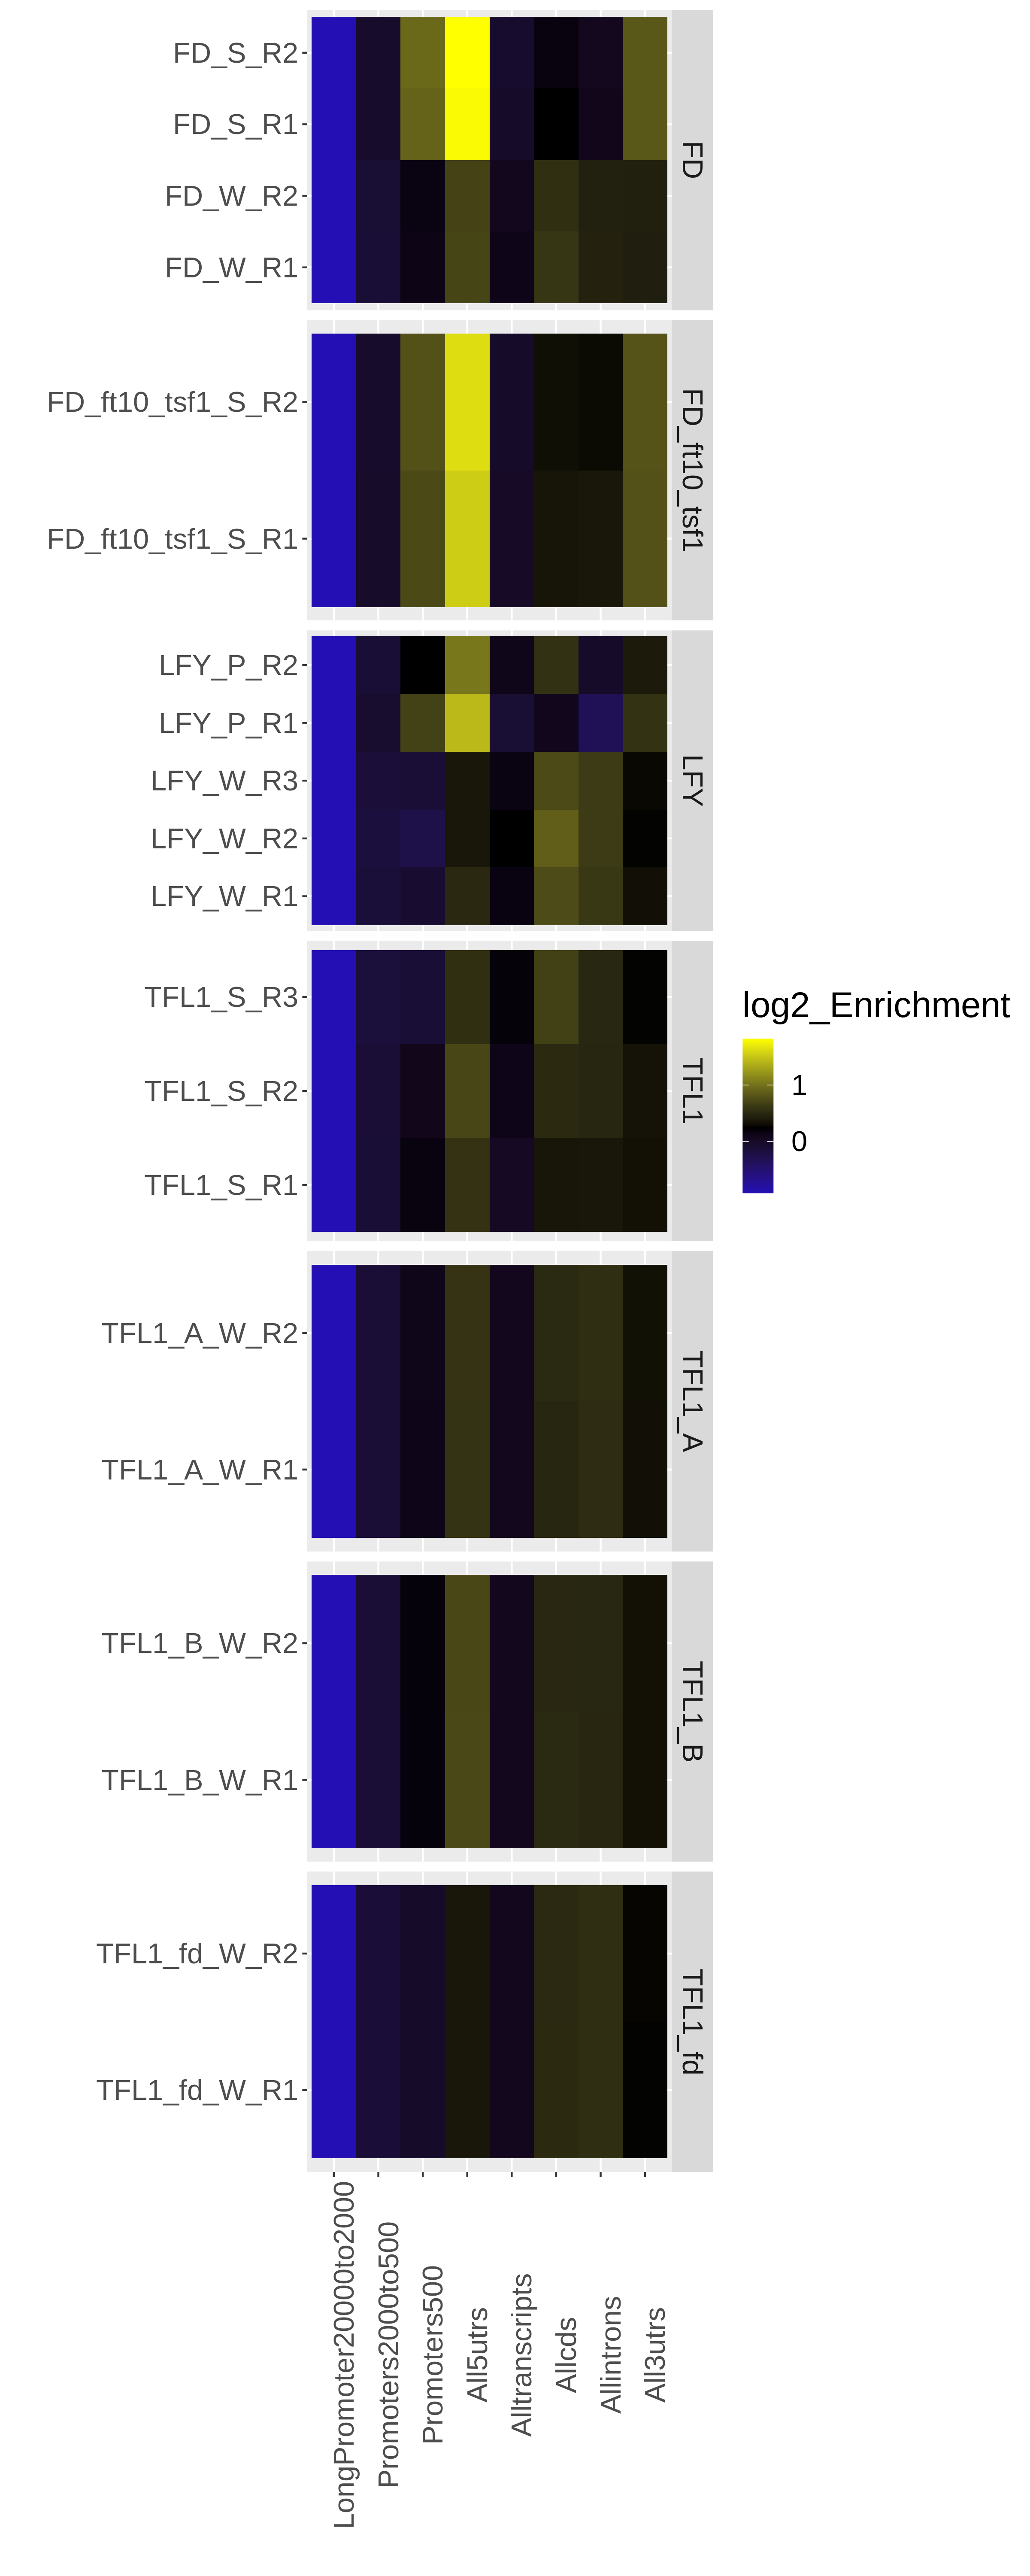 FD_S_R2
FD_S_R1
FD_W_R2
FD_W_R1
FD
FD_ft10_tsf1_S_R2
FD_ft10_tsf1_S_R1
FD_ft10_tsf1
LFY_P_R2
LFY_P_R1
LFY_W_R3
LFY_W_R2
LFY_W_R1
LFY
TFL1_S_R3
TFL1_S_R2
TFL1_S_R1
TFL1
log2_Enrichment
1
0
TFL1_A_W_R2
TFL1_A_W_R1
TFL1_A
TFL1_B_W_R2
TFL1_B_W_R1
TFL1_B
TFL1_fd_W_R2
TFL1_fd_W_R1
TFL1_fd
LongPromoter20000to2000
Promoters2000to500
Promoters500
All5utrs
Alltranscripts
Allcds
Allintrons
All3utrs